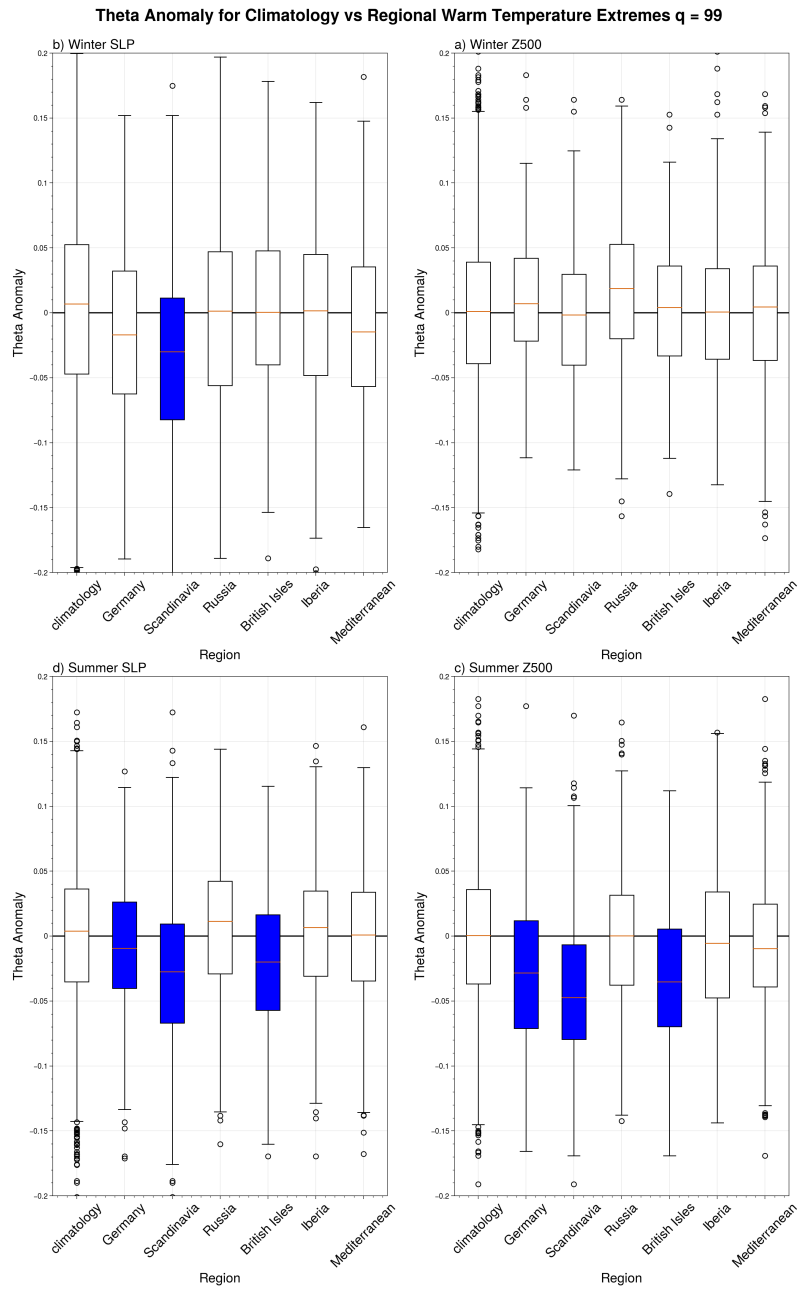 Theta Anomaly for Climatology vs Regional Warm Temperature Extremes q = 99
b) Winter SLP
0.2
0.15
0.1
0.05
0
−0.05
−0.1
−0.15
−0.2
Theta Anomaly
climatology
Germany
Scandinavia
Russia
British Isles
Iberia
Mediterranean
Region
a) Winter Z500
0.2
0.15
0.1
0.05
0
−0.05
−0.1
−0.15
−0.2
Theta Anomaly
climatology
Germany
Scandinavia
Russia
British Isles
Iberia
Mediterranean
Region
d) Summer SLP
0.2
0.15
0.1
0.05
0
−0.05
−0.1
−0.15
−0.2
Theta Anomaly
climatology
Germany
Scandinavia
Russia
British Isles
Iberia
Mediterranean
Region
c) Summer Z500
0.2
0.15
0.1
0.05
0
−0.05
−0.1
−0.15
−0.2
Theta Anomaly
climatology
Germany
Scandinavia
Russia
British Isles
Iberia
Mediterranean
Region